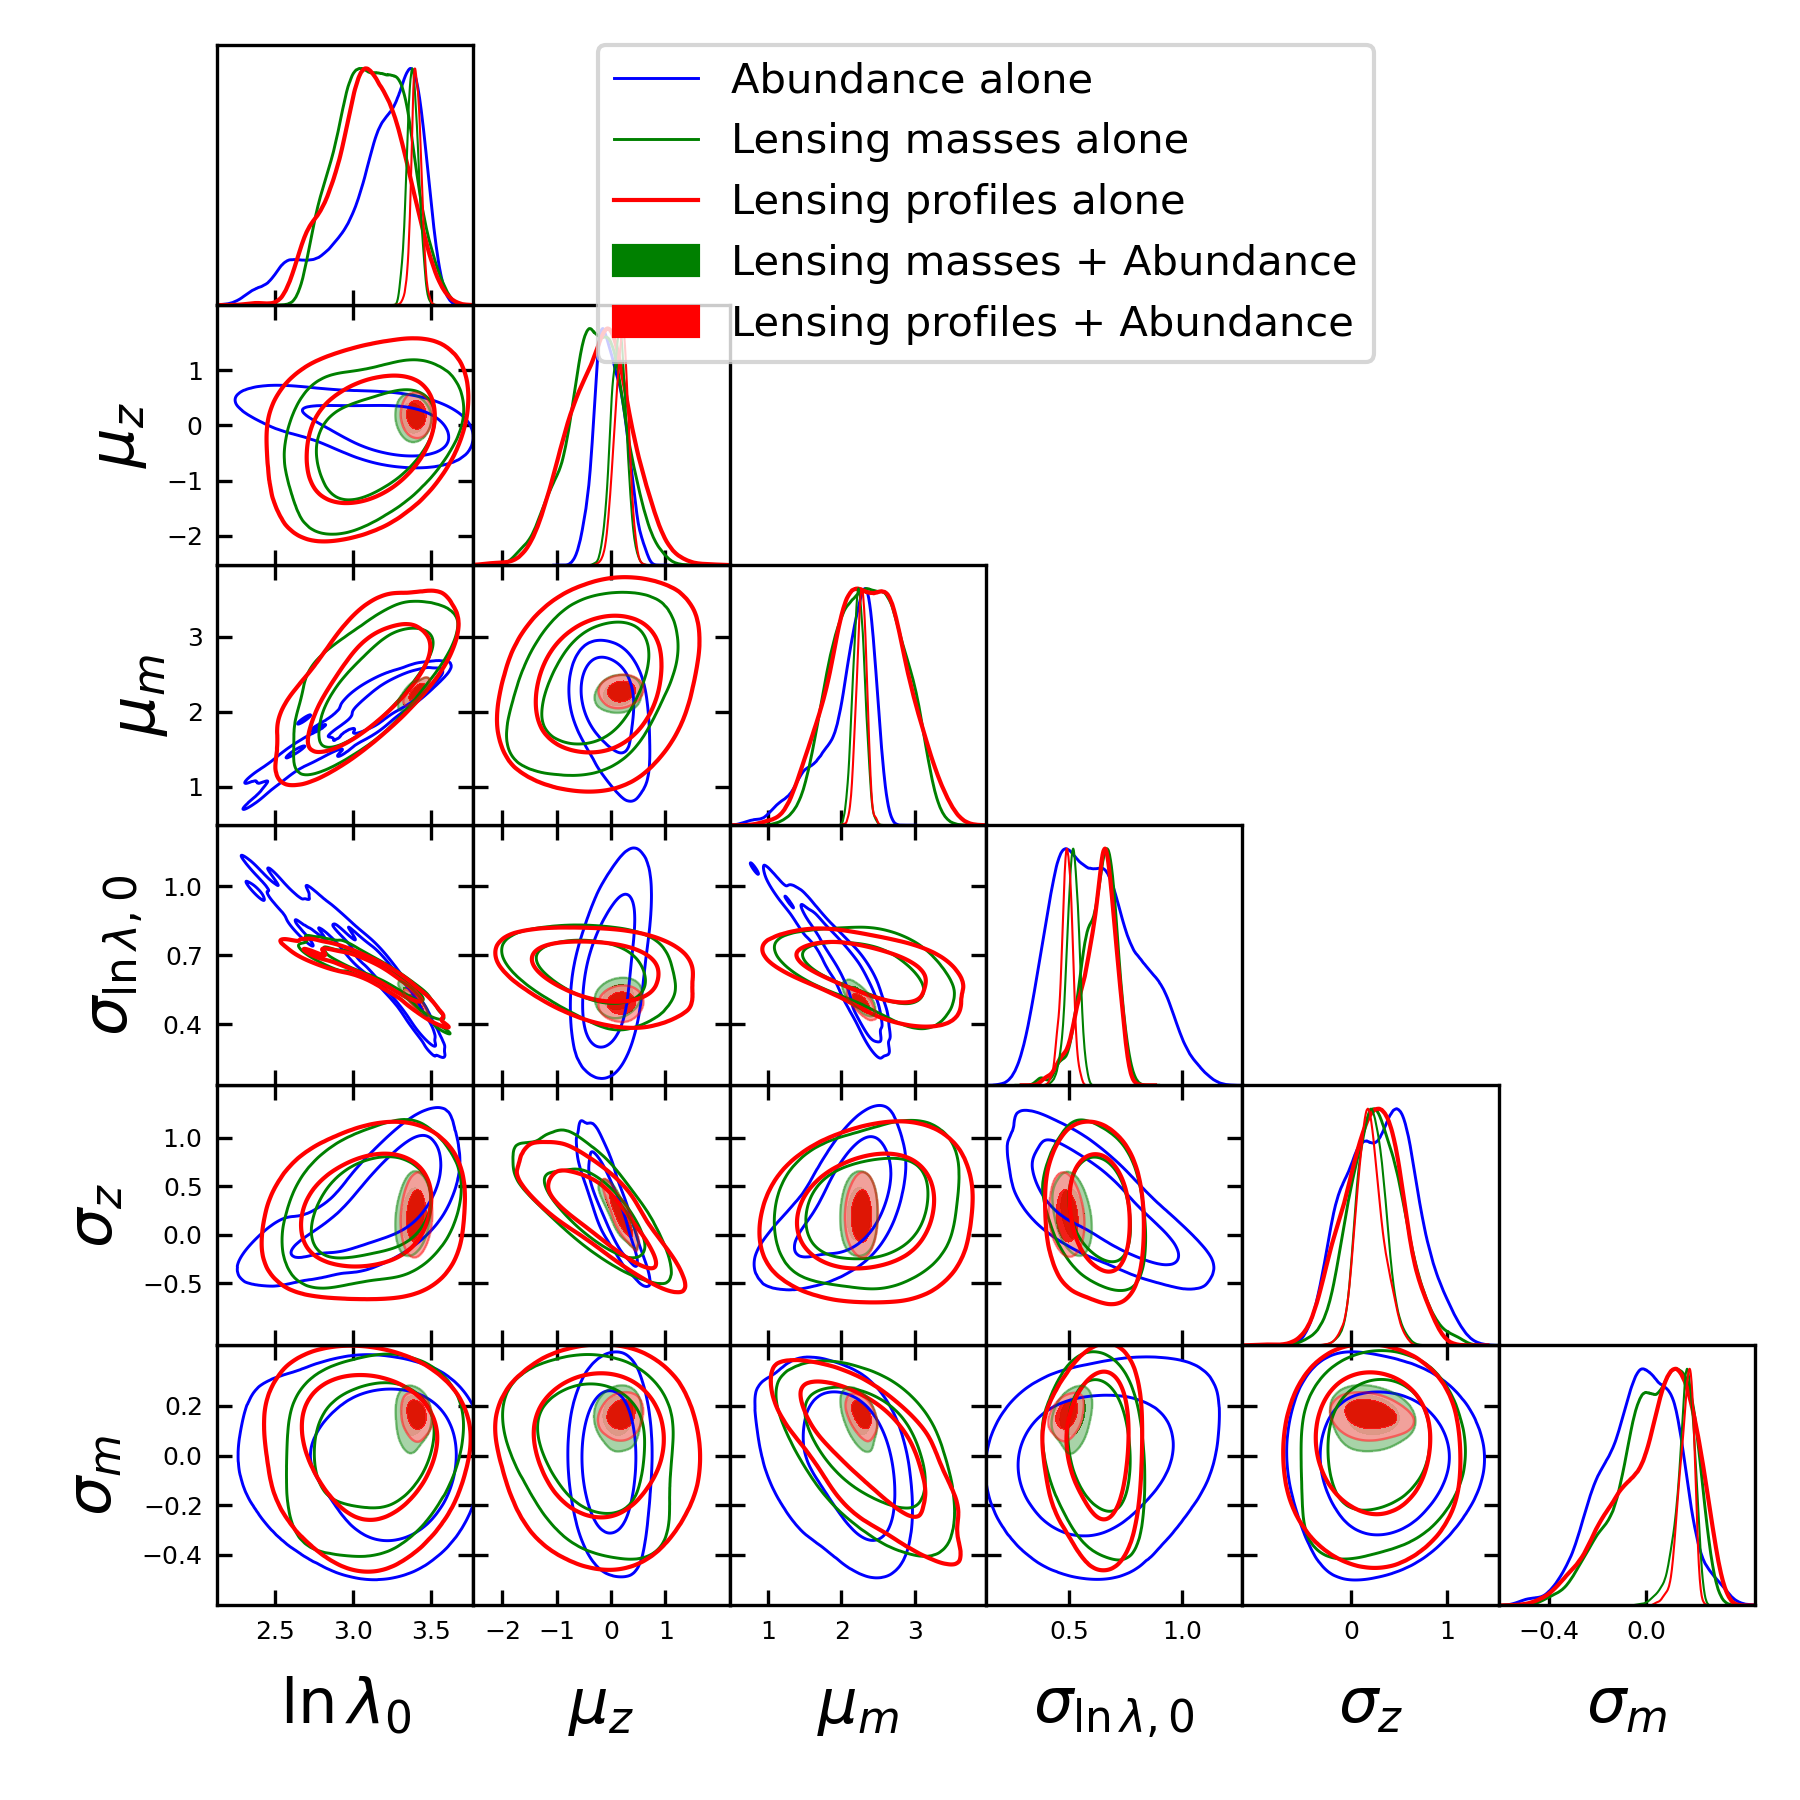 Abundance alone
Lensing masses alone
Lensing profiles alone
Lensing masses + Abundance
Lensing profiles + Abundance
1
0
−1
−2
μz
3
2
1
μm
1.0
0.7
0.4
σln λ, 0
1.0
0.5
0.0
−0.5
σz
0.2
0.0
−0.2
−0.4
σm
2.5 3.0 3.5 −2 −1 0 1 1 2 3 0.5 1.0 0 1 −0.4 0.0
ln λ0 μz μm σln λ, 0 σz σm